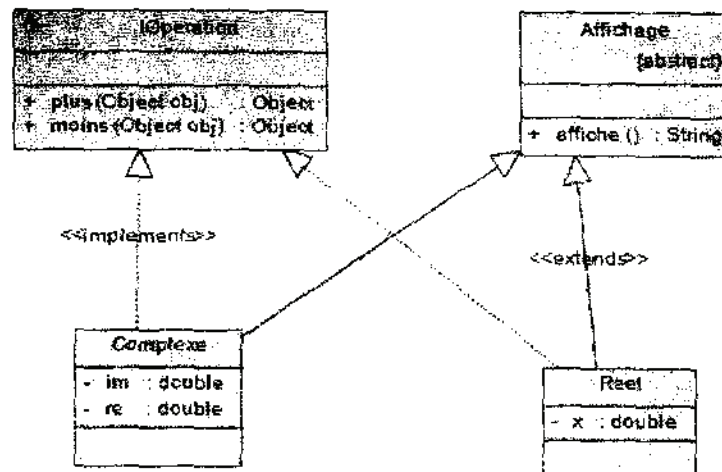 IOperation
+ plus (Object obj) : Object
+ moins (Object obj) : Object
Affichage
{abstract}
+ affiche () : String
<<implements>>
<<extends>>
Complexe
- im : double
- re : double
Reel
- x : double